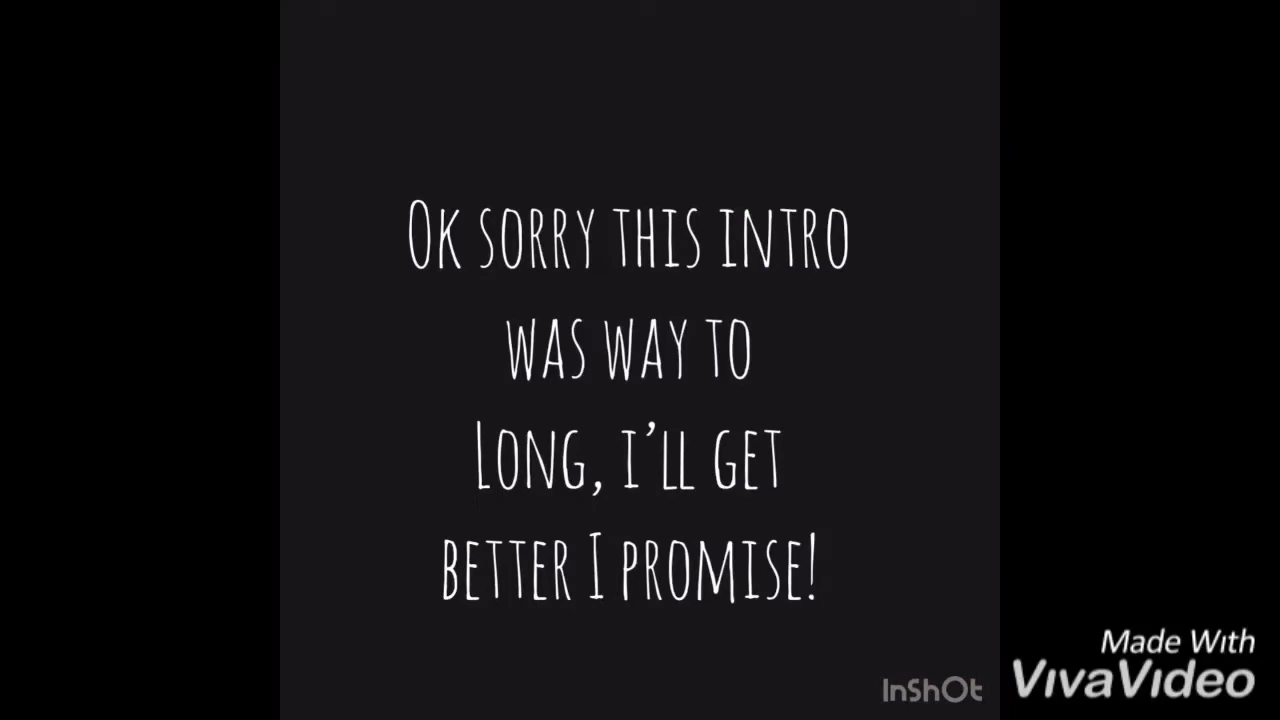 Ok sorry this intro
was way to
Long, i’ll get
better I promise!
InShOt
Made With
VivaVideo